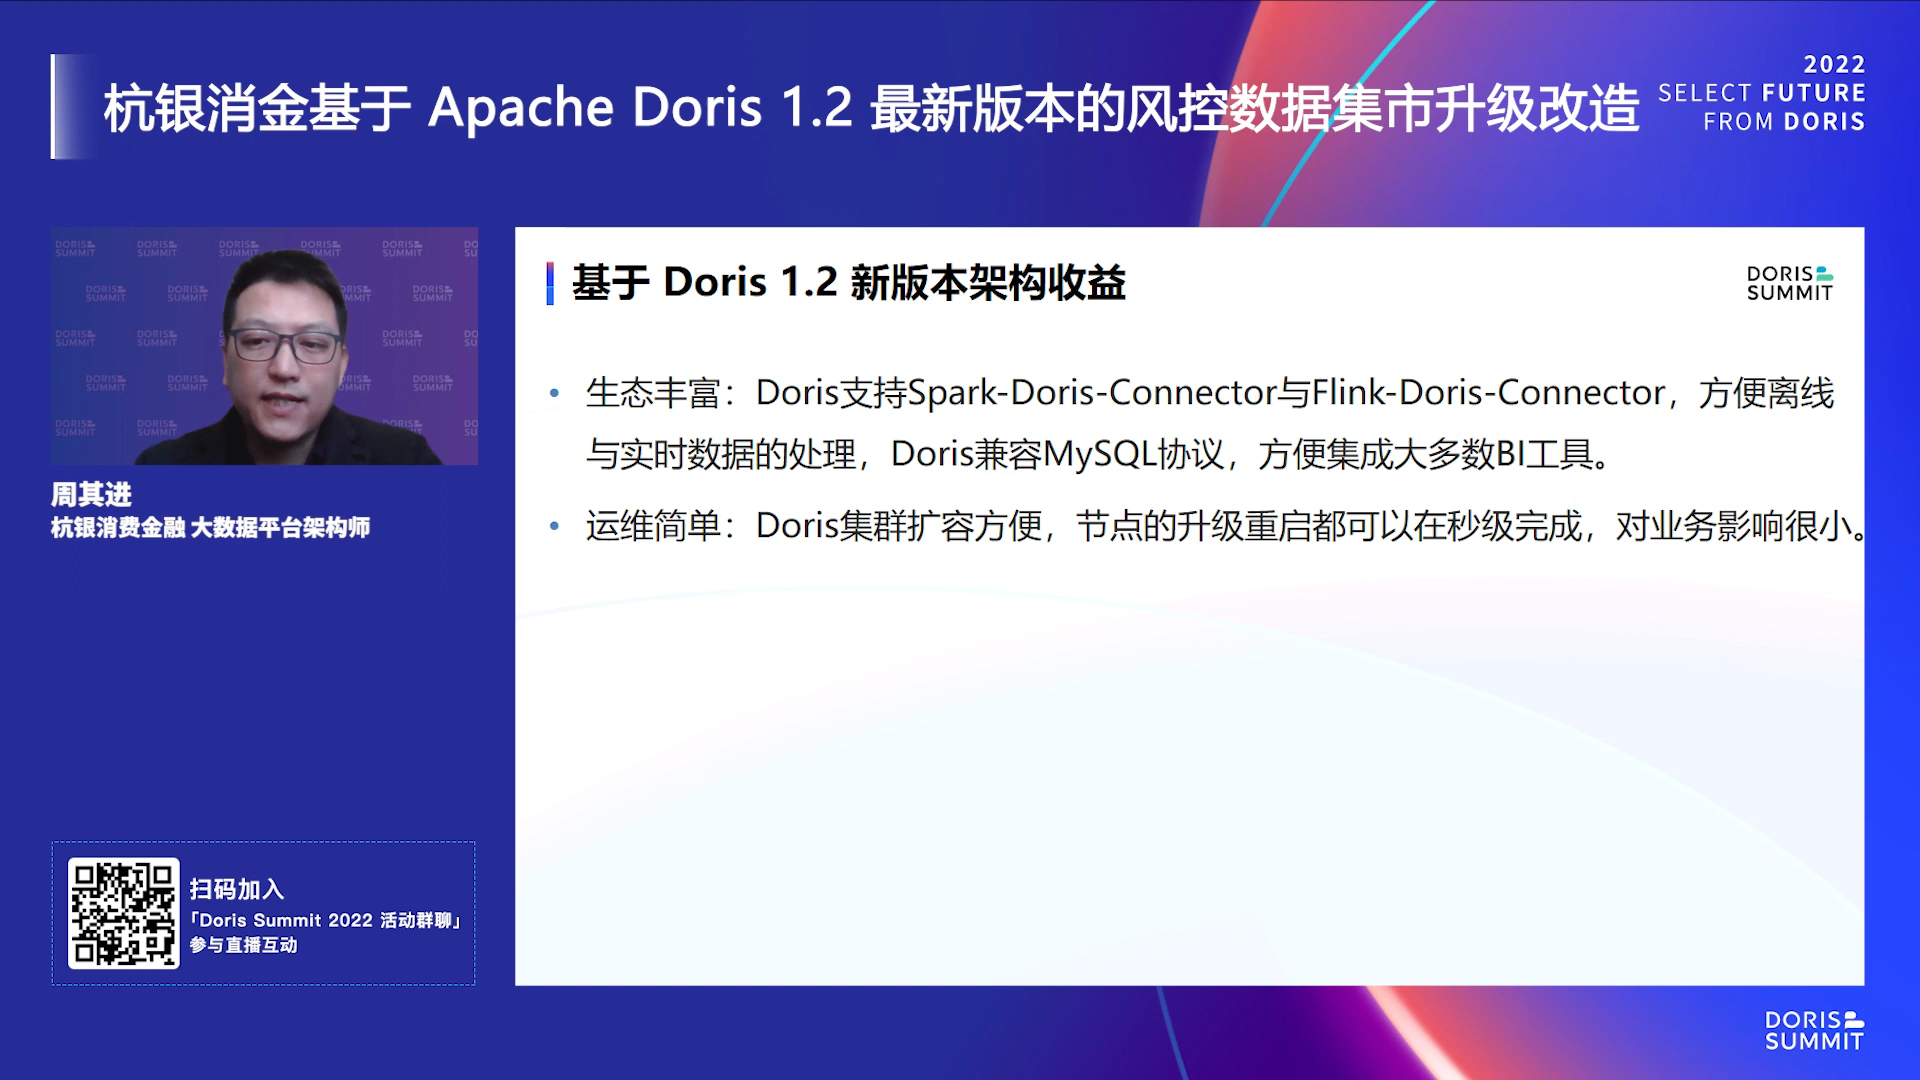 杭银消金基于 Apache Doris 1.2 最新版本的风控数据集市升级改造
2022
SELECT FUTURE
FROM DORIS
DORIS
SUMMIT
周其进
杭银消费金融 大数据平台架构师
基于 Doris 1.2 新版本架构收益
DORIS
SUMMIT
• 生态丰富：Doris支持Spark-Doris-Connector与Flink-Doris-Connector，方便离线
与实时数据的处理，Doris兼容MySQL协议，方便集成大多数BI工具。
• 运维简单：Doris集群扩容方便，节点的升级重启都可以在秒级完成，对业务影响很小。
扫码加入
「Doris Summit 2022 活动群聊」
参与直播互动
DORIS
SUMMIT